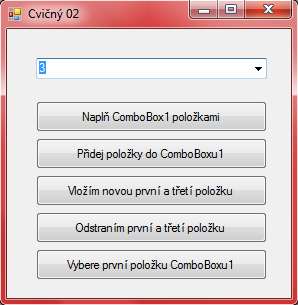 Cvičný 02
3
Naplň ComboBox1 položkami
Přidej položky do ComboBoxu1
Vložím novou první a třetí položku
Odstraním první a třetí položku
Vybere první položku ComboBoxu1